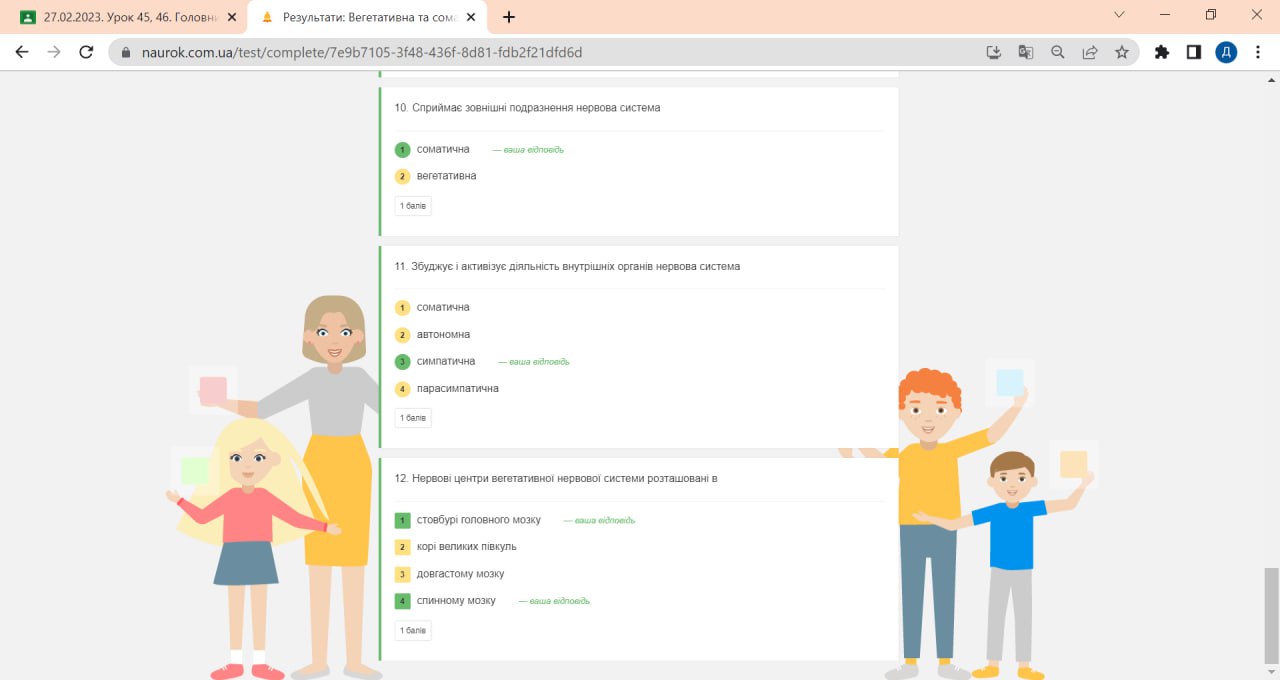 27.02.2023. Урок 45, 46. Головни
Результати: Вегетативна та сома
naurok.com.ua/test/complete/7e9b7105-3f48-436f-8d81-fdb2f21dfd6d
Д
10. Сприймає зовнішні подразнення нервова система
1 соматична — ваша відповідь
2 вегетативна
1 балів
11. Збуджує і активізує діяльність внутрішніх органів нервова система
1 соматична
2 автономна
3 симпатична — ваша відповідь
4 парасимпатична
1 балів
12. Нервові центри вегетативної нервової системи розташовані в
1 стовбурі головного мозку — ваша відповідь
2 корі великих півкуль
3 довгастому мозку
4 спинному мозку — ваша відповідь
1 балів